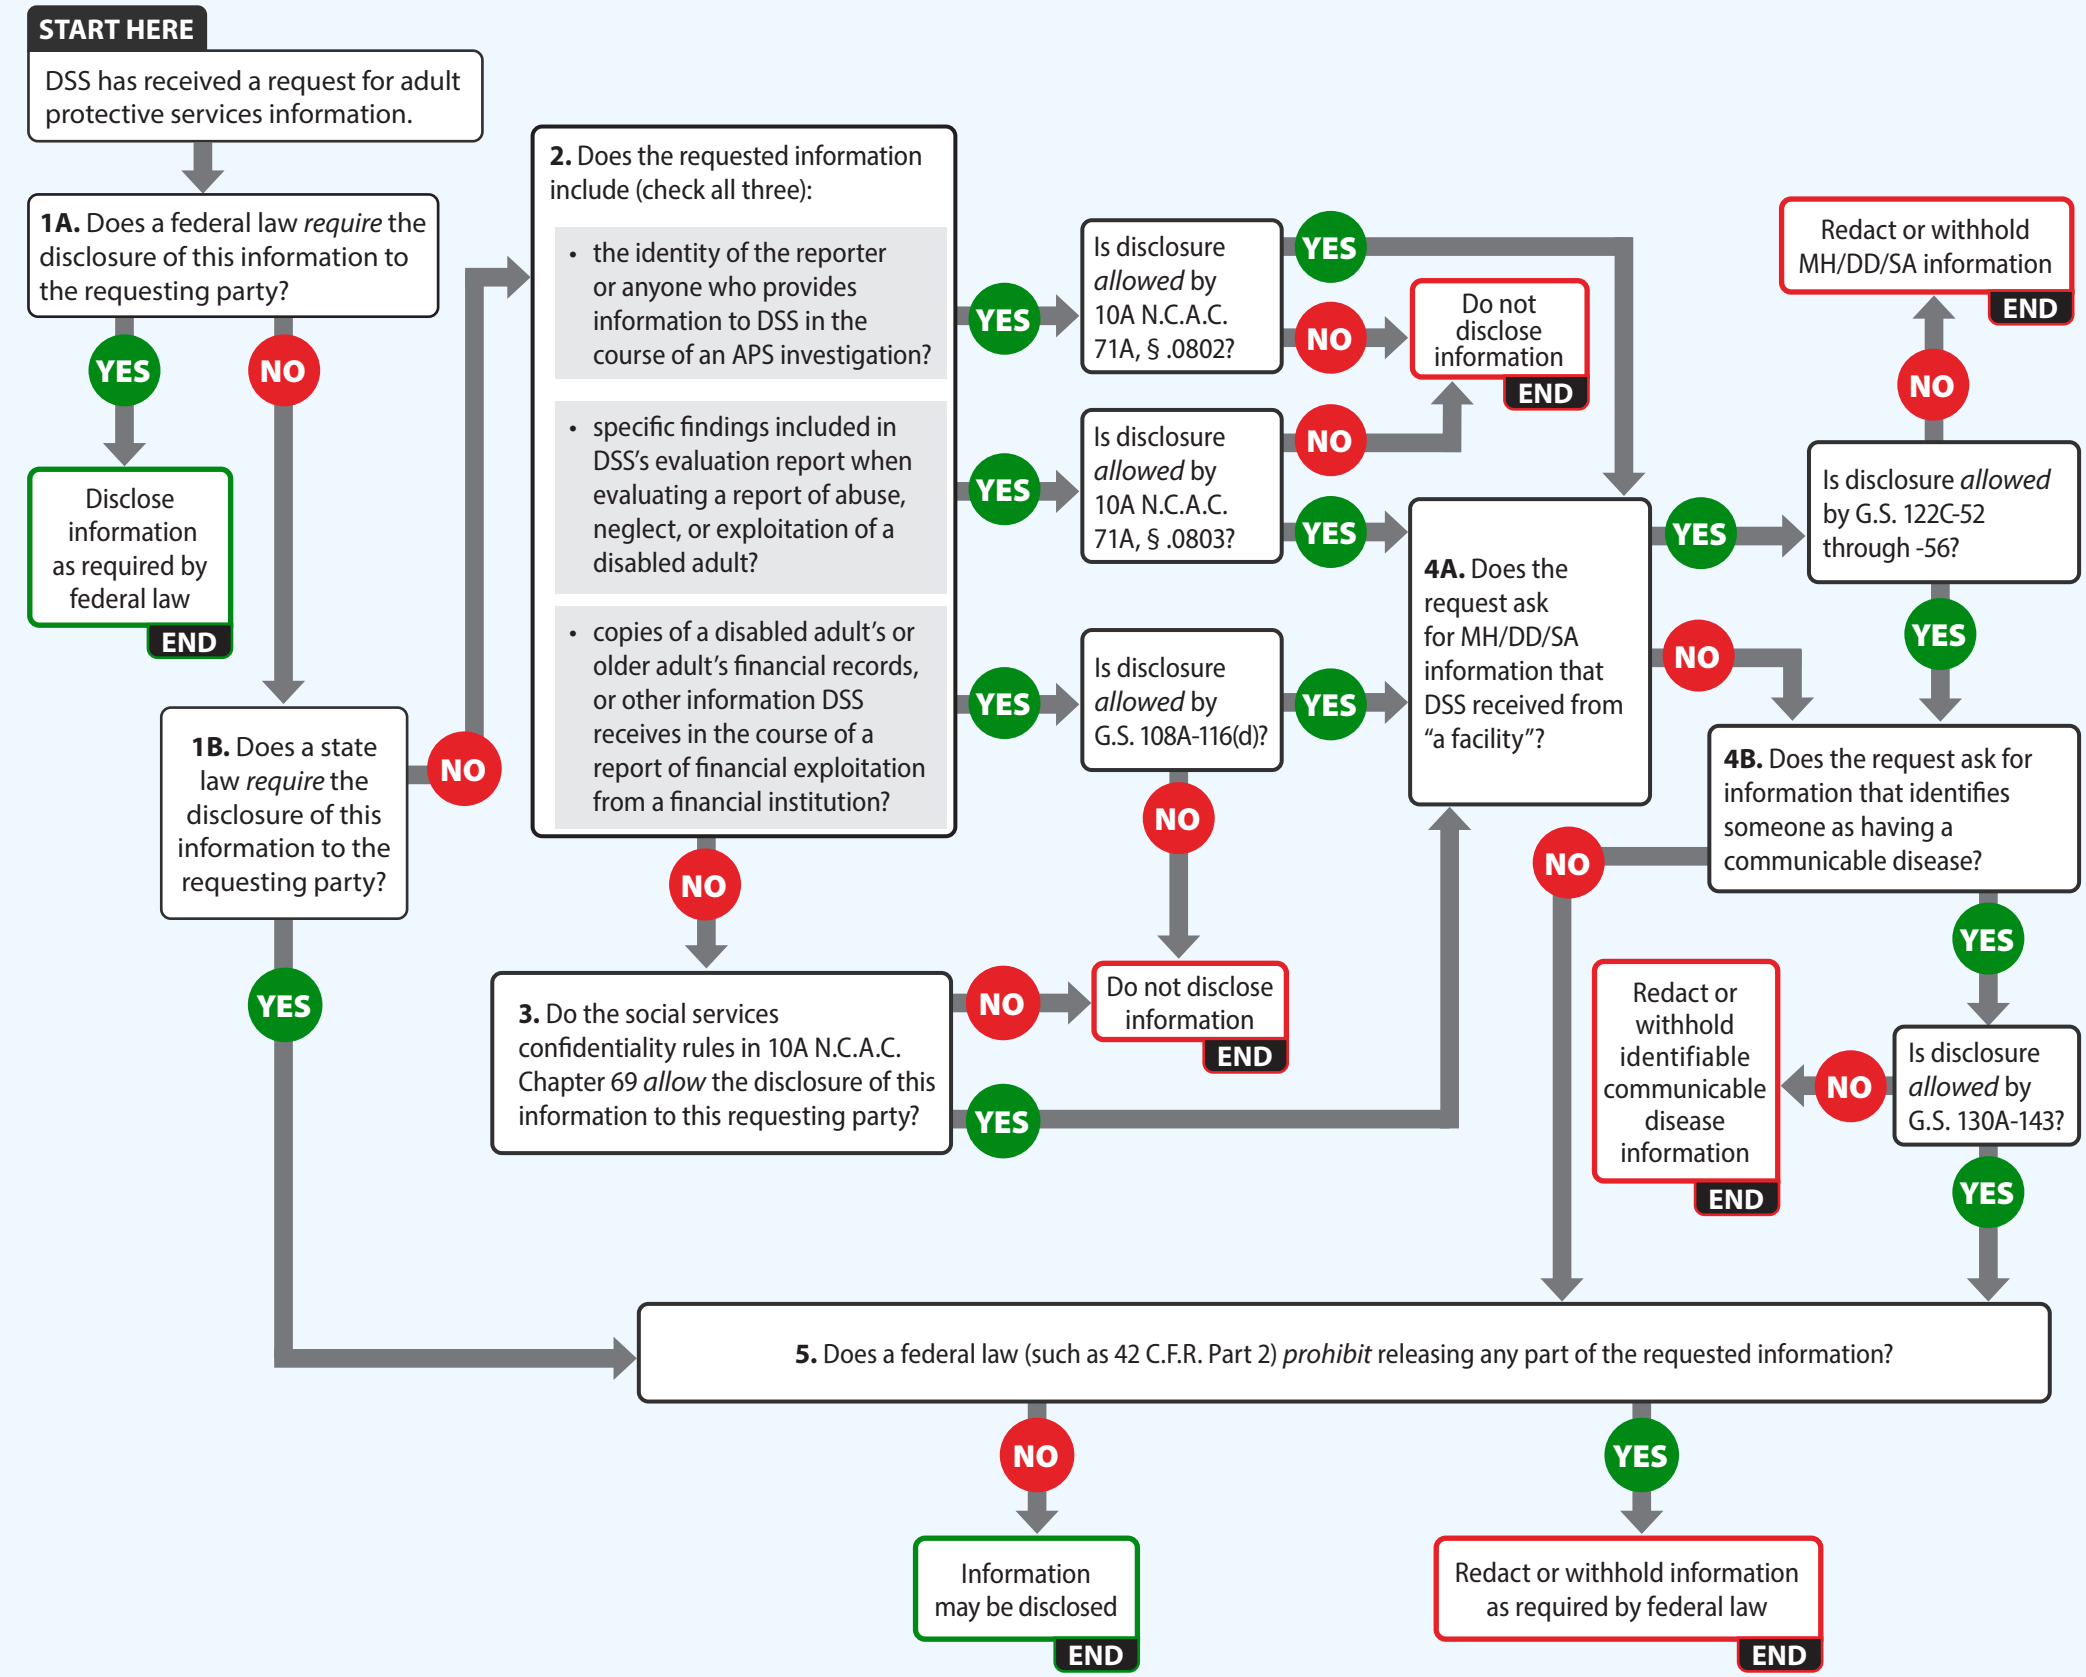 START HERE
DSS has received a request for adult
protective services information.
1A. Does a federal law require the
disclosure of this information to
the requesting party?
YES
NO
Disclose
information
as required by
federal law
END
1B. Does a state
law require the
disclosure of this
information to the
requesting party?
NO
YES
2. Does the requested information
include (check all three):
• the identity of the reporter
or anyone who provides
information to DSS in the
course of an APS investigation?
• specific findings included in
DSS’s evaluation report when
evaluating a report of abuse,
neglect, or exploitation of a
disabled adult?
• copies of a disabled adult’s or
older adult’s financial records,
or other information DSS
receives in the course of a
report of financial exploitation
from a financial institution?
YES
YES
YES
NO
Is disclosure
allowed by
10A N.C.A.C.
71A, § .0802?
YES
NO
Do not
disclose
information
END
Is disclosure
allowed by
10A N.C.A.C.
71A, § .0803?
NO
YES
Is disclosure
allowed by
G.S. 108A-116(d)?
YES
NO
Do not disclose
information
END
3. Do the social services
confidentiality rules in 10A N.C.A.C.
Chapter 69 allow the disclosure of this
information to this requesting party?
NO
YES
4A. Does the
request ask
for MH/DD/SA
information that
DSS received from
“a facility”?
YES
NO
Is disclosure allowed
by G.S. 122C-52
through -56?
NO
Redact or withhold
MH/DD/SA information
END
YES
4B. Does the request ask for
information that identifies
someone as having a
communicable disease?
NO
YES
Is disclosure
allowed by
G.S. 130A-143?
NO
Redact or
withhold
identifiable
communicable
disease
information
END
YES
5. Does a federal law (such as 42 C.F.R. Part 2) prohibit releasing any part of the requested information?
NO
YES
Information
may be disclosed
END
Redact or withhold information
as required by federal law
END